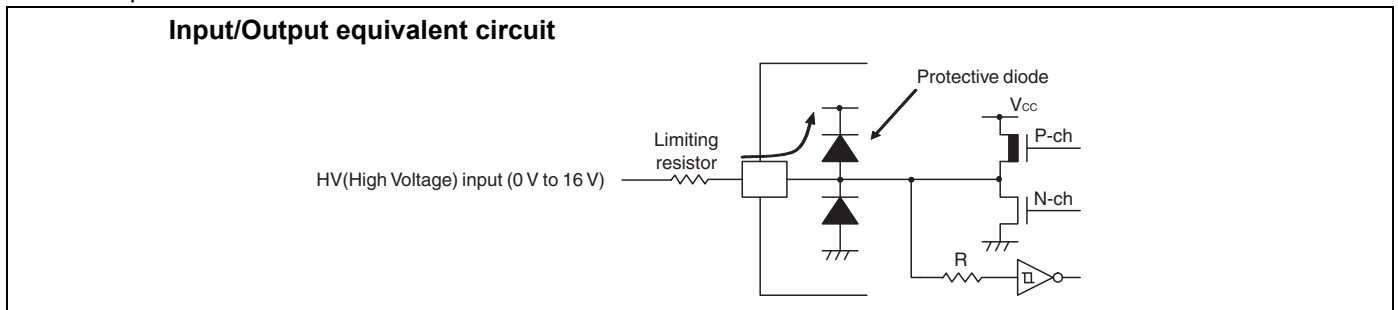 Input/Output equivalent circuit
Protective diode
Vcc
P-ch
Limiting
resistor
HV(High Voltage) input (0 V to 16 V)
N-ch
R